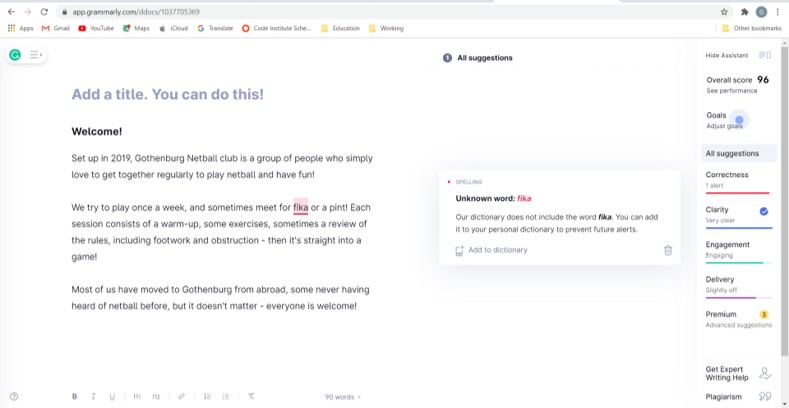 app.grammarly.com/ddocs/1037705369
Apps Gmail YouTube Maps iCloud Translate Code Institute Sche... Education Working Other bookmarks
1 All suggestions
Hide Assistant
Add a title. You can do this!
Welcome!
Set up in 2019, Gothenburg Netball club is a group of people who simply
love to get together regularly to play netball and have fun!
We try to play once a week, and sometimes meet for fika or a pint! Each
session consists of a warm-up, some exercises, sometimes a review of
the rules, including footwork and obstruction - then it's straight into a
game!
Most of us have moved to Gothenburg from abroad, some never having
heard of netball before, but it doesn't matter - everyone is welcome!
SPELLING
Unknown word: fika
Our dictionary does not include the word fika. You can add
it to your personal dictionary to prevent future alerts.
Add to dictionary
Overall score 96
See performance
Goals
Adjust goals
All suggestions
Correctness
1 alert
Clarity
Very clear
Engagement
Engaging
Delivery
Slightly off
Premium 3
Advanced suggestions
Get Expert
Writing Help
Plagiarism
B I U H1 H2
90 words